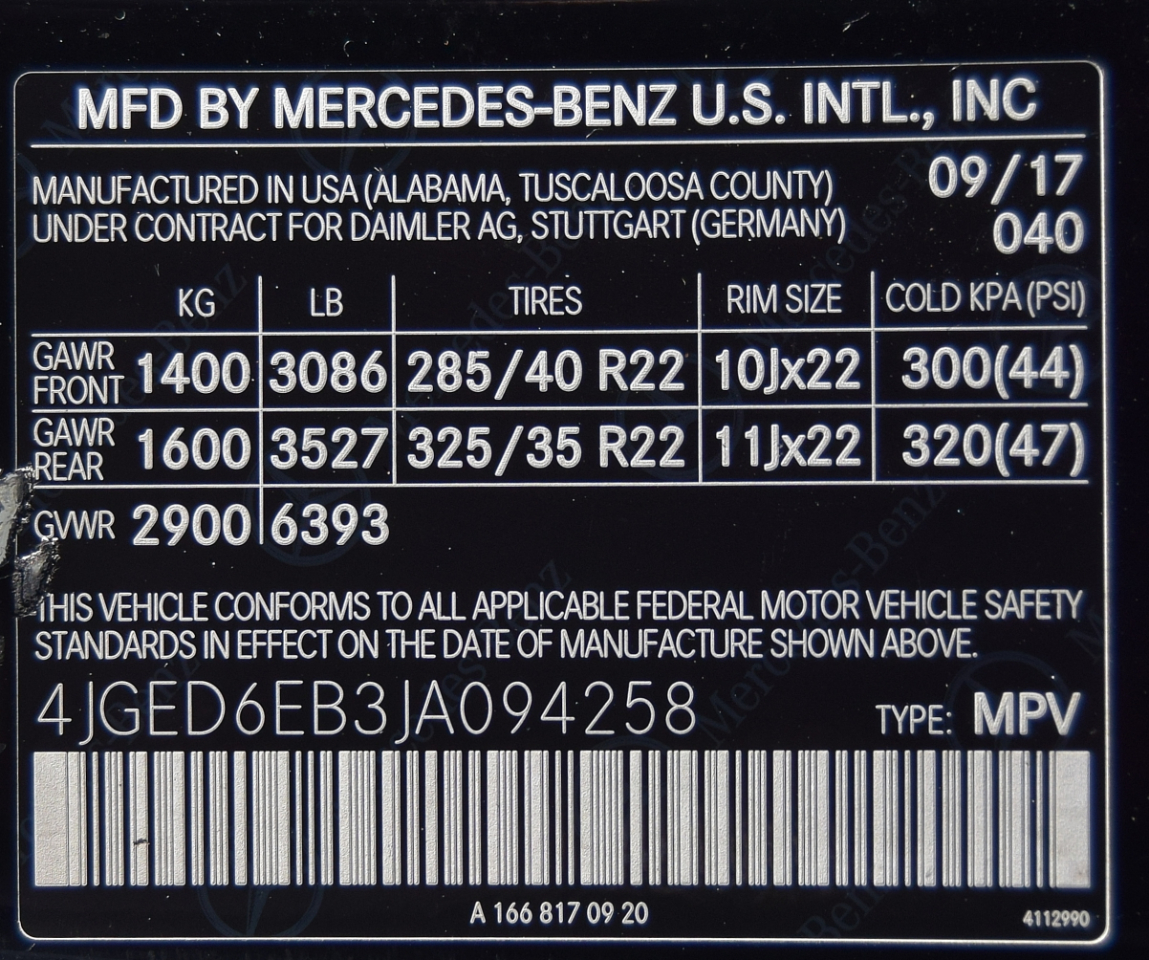 MFD BY MERCEDES-BENZ U.S. INTL., INC
MANUFACTURED IN USA (ALABAMA, TUSCALOOSA COUNTY) 09/17
UNDER CONTRACT FOR DAIMLER AG, STUTTGART (GERMANY) 040
KG LB TIRES RIM SIZE COLD KPA (PSI)
GAWR FRONT 1400 3086 285/40 R22 10Jx22 300(44)
GAWR REAR 1600 3527 325/35 R22 11Jx22 320(47)
GVWR 2900 6393
THIS VEHICLE CONFORMS TO ALL APPLICABLE FEDERAL MOTOR VEHICLE SAFETY
STANDARDS IN EFFECT ON THE DATE OF MANUFACTURE SHOWN ABOVE.
4JGED6EB3JA094258 TYPE: MPV
A 166 817 09 20 4112990